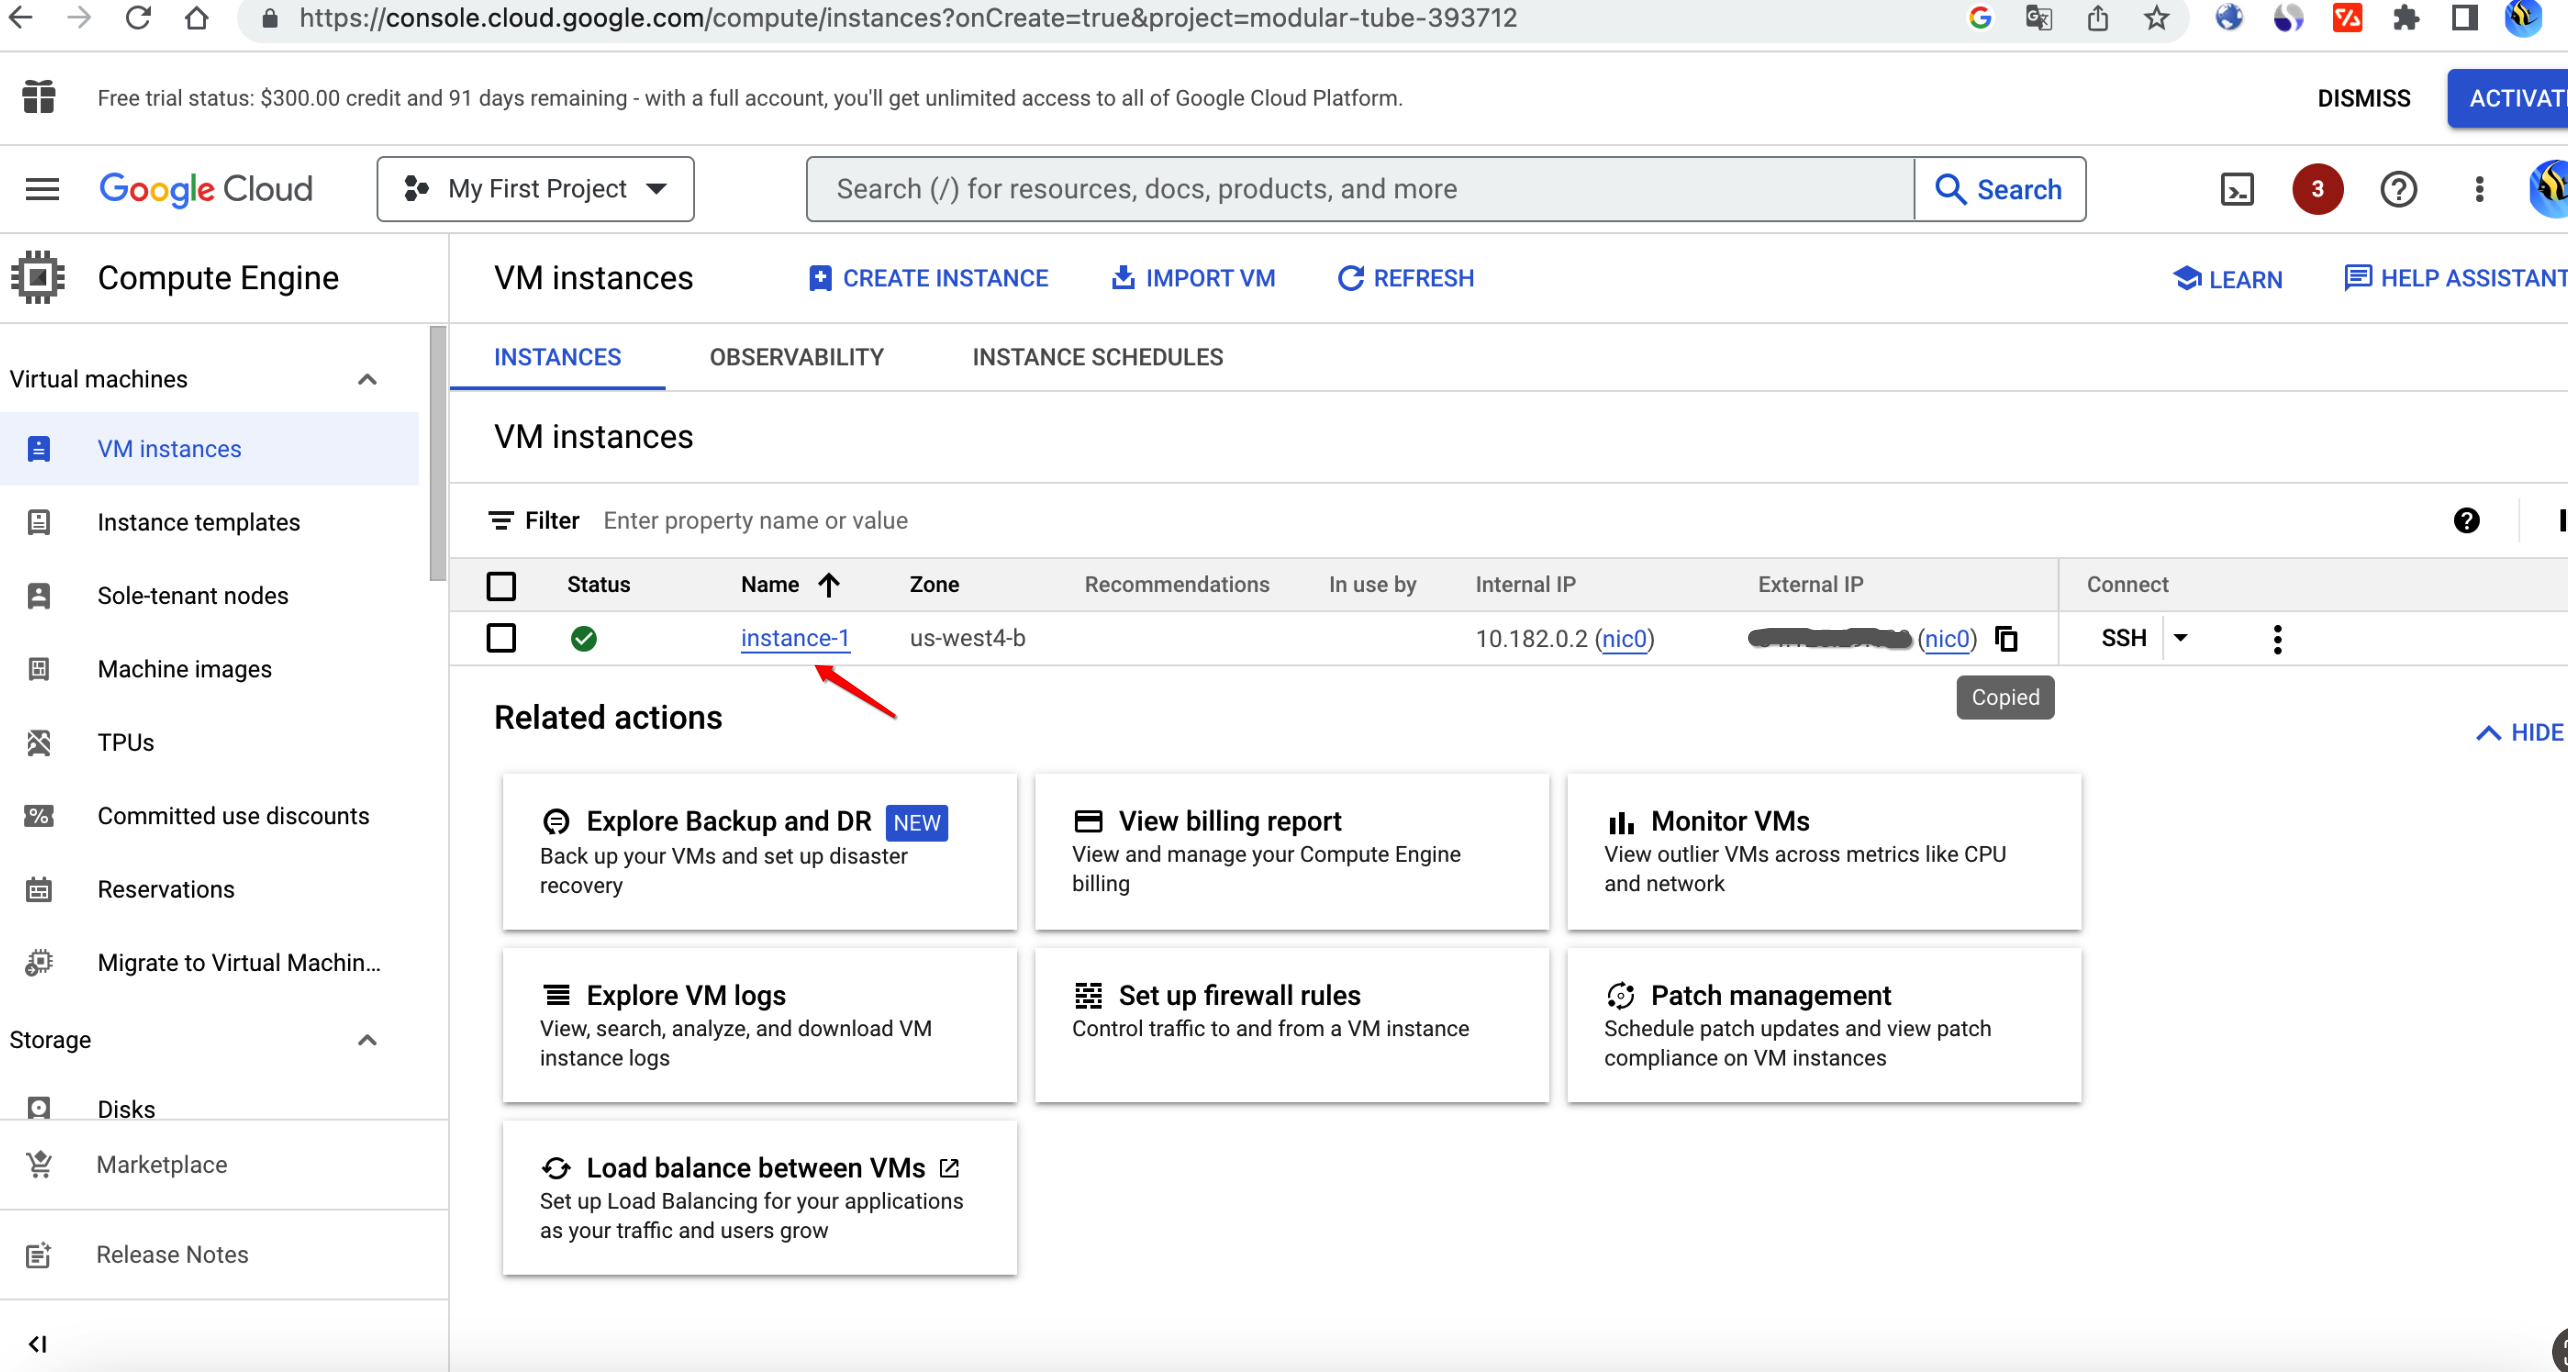 https://console.cloud.google.com/compute/instances?onCreate=true&project=modular-tube-393712
Free trial status: $300.00 credit and 91 days remaining - with a full account, you'll get unlimited access to all of Google Cloud Platform.
DISMISS
ACTIVAT
Google Cloud
My First Project
Search (/) for resources, docs, products, and more
Search
3
Compute Engine
VM instances
CREATE INSTANCE
IMPORT VM
REFRESH
LEARN
HELP ASSISTANT
Virtual machines
VM instances
Instance templates
Sole-tenant nodes
Machine images
TPUs
Committed use discounts
Reservations
Migrate to Virtual Machin...
Storage
Disks
Marketplace
Release Notes
INSTANCES
OBSERVABILITY
INSTANCE SCHEDULES
VM instances
Filter Enter property name or value
Status Name Zone Recommendations In use by Internal IP External IP Connect
instance-1 us-west4-b 10.182.0.2 (nic0) (nic0) SSH
Copied
Related actions
HIDE
Explore Backup and DR NEW
Back up your VMs and set up disaster
recovery
View billing report
View and manage your Compute Engine
billing
Monitor VMs
View outlier VMs across metrics like CPU
and network
Explore VM logs
View, search, analyze, and download VM
instance logs
Set up firewall rules
Control traffic to and from a VM instance
Patch management
Schedule patch updates and view patch
compliance on VM instances
Load balance between VMs
Set up Load Balancing for your applications
as your traffic and users grow